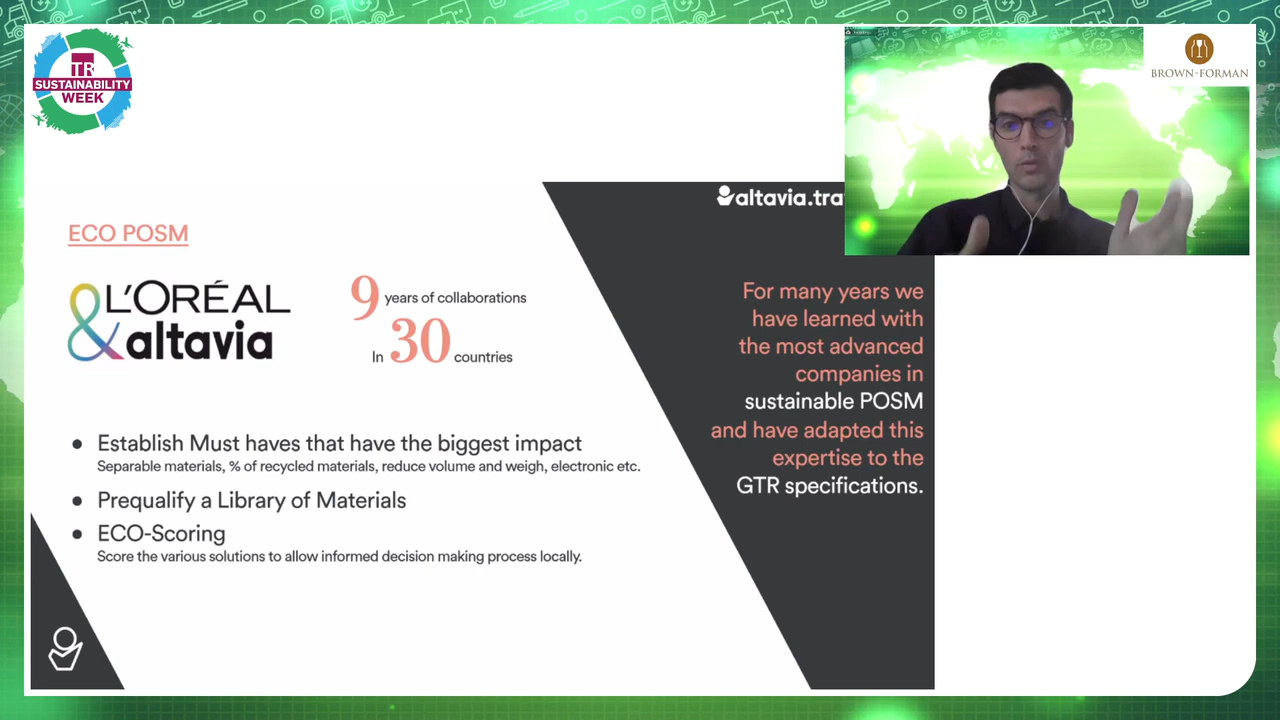 TR
SUSTAINABILITY
WEEK
BROWN-FORMAN
altavia.tra
ECO POSM
L'ORÉAL
& altavia
9 years of collaborations
In 30 countries
For many years we
have learned with
the most advanced
companies in
sustainable POSM
and have adapted this
expertise to the
GTR specifications.
• Establish Must haves that have the biggest impact
Separable materials, % of recycled materials, reduce volume and weigh, electronic etc.
• Prequalify a Library of Materials
• ECO-Scoring
Score the various solutions to allow informed decision making process locally.